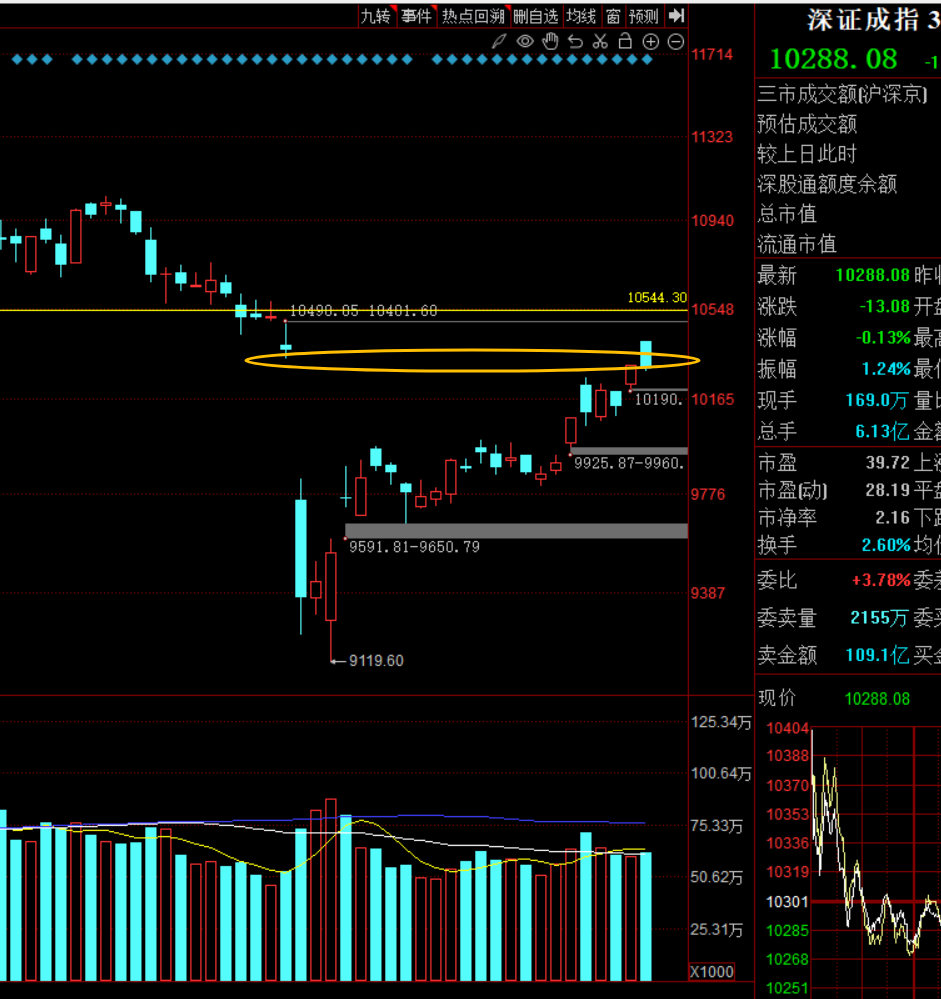 九转 事件 热点回溯 删自选 均线 窗 预测
深证成指 3
10288.08 -1
11714
11323
10940
10548
10165
9776
9387
10544.30
10498.05-10481.60
10190.
9925.87-9960.
9591.81-9650.79
9119.60
三市成交额(沪深京)
预估成交额
较上日此时
深股通额度余额
总市值
流通市值
最新 10288.08 昨收
涨跌 -13.08 开盘
涨幅 -0.13% 最高
振幅 1.24% 最低
现手 169.0万 量比
总手 6.13亿 金额
市盈 39.72 上涨
市盈(动) 28.19 平盘
市净率 2.16 下跌
换手 2.60% 均价
委比 +3.78% 委差
委卖量 2155万 委买
卖金额 109.1亿 买金
现价 10288.08
125.34万
100.64万
75.33万
50.62万
25.31万
X1000
10404
10388
10370
10353
10336
10319
10301
10285
10268
10251